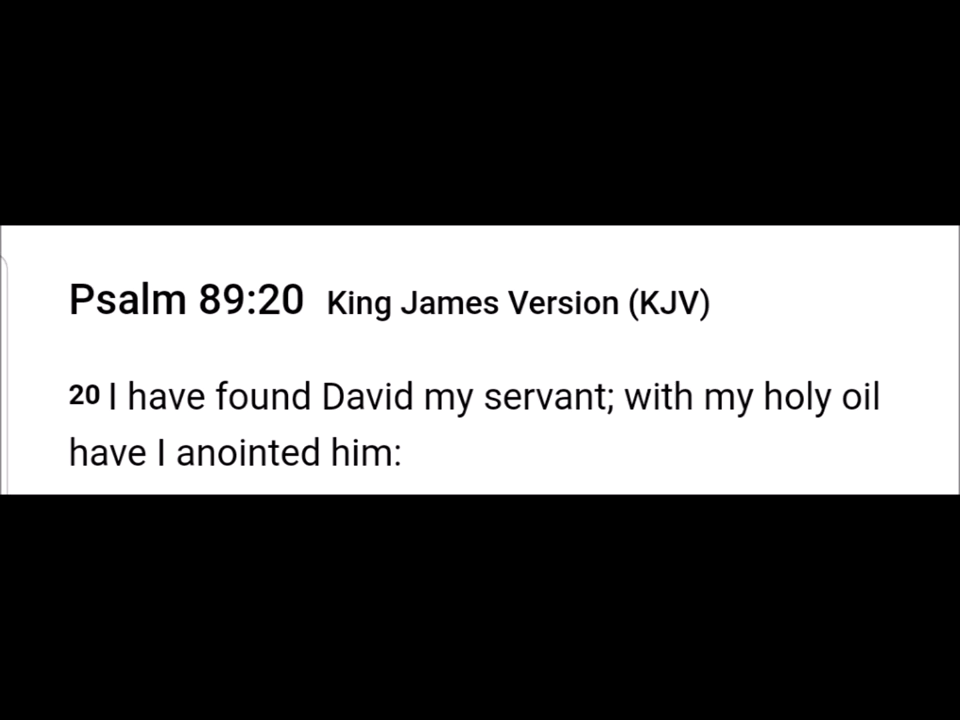 Psalm 89:20 King James Version (KJV)
20 I have found David my servant; with my holy oil
have I anointed him: